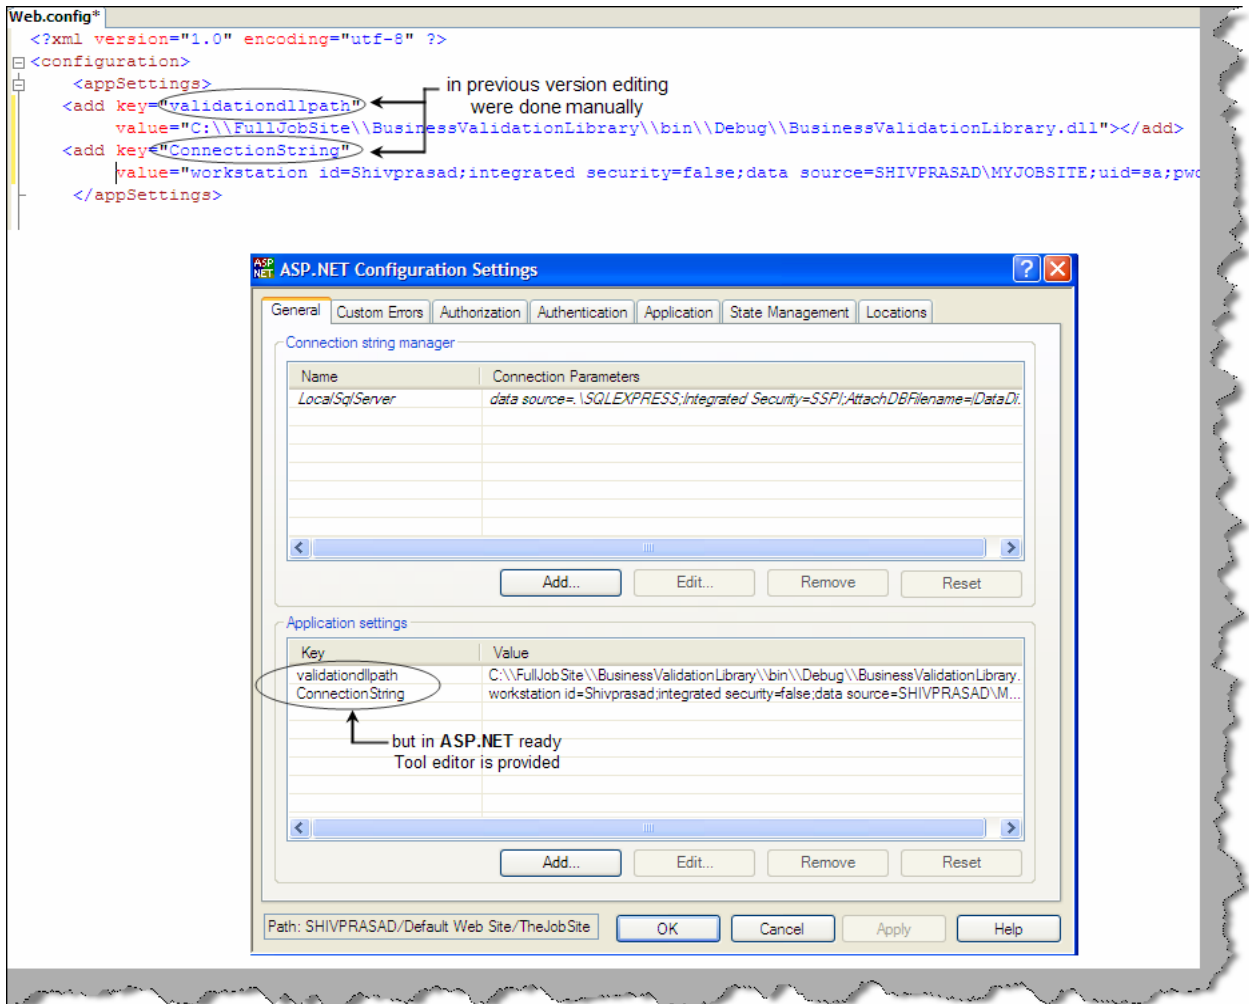 Web.config*
<?xml version="1.0" encoding="utf-8" ?>
<configuration>
<appSettings>
in previous version editing
were done manually
<add key="validationdllpath"
value="C:\\FullJobSite\\BusinessValidationLibrary\\bin\\Debug\\BusinessValidationLibrary.dll"></add>
<add key="ConnectionString"
value="workstation id=Shivprasad;integrated security=false;data source=SHIVPRASAD\MYJOBSITE;uid=sa;pwd
</appSettings>
ASP NET ASP.NET Configuration Settings
General Custom Errors Authorization Authentication Application State Management Locations
Connection string manager
Name Connection Parameters
LocalSqlServer data source=.\SQLEXPRESS;Integrated Security=SSPI;AttachDBFilename=|DataDi...
Add... Edit... Remove Reset
Application settings
Key Value
validationdllpath C:\\FullJobSite\\BusinessValidationLibrary\\bin\\Debug\\BusinessValidationLibrary.
ConnectionString workstation id=Shivprasad;integrated security=false;data source=SHIVPRASAD\M...
but in ASP.NET ready
Tool editor is provided
Add... Edit... Remove Reset
Path: SHIVPRASAD/Default Web Site/TheJobSite OK Cancel Apply Help